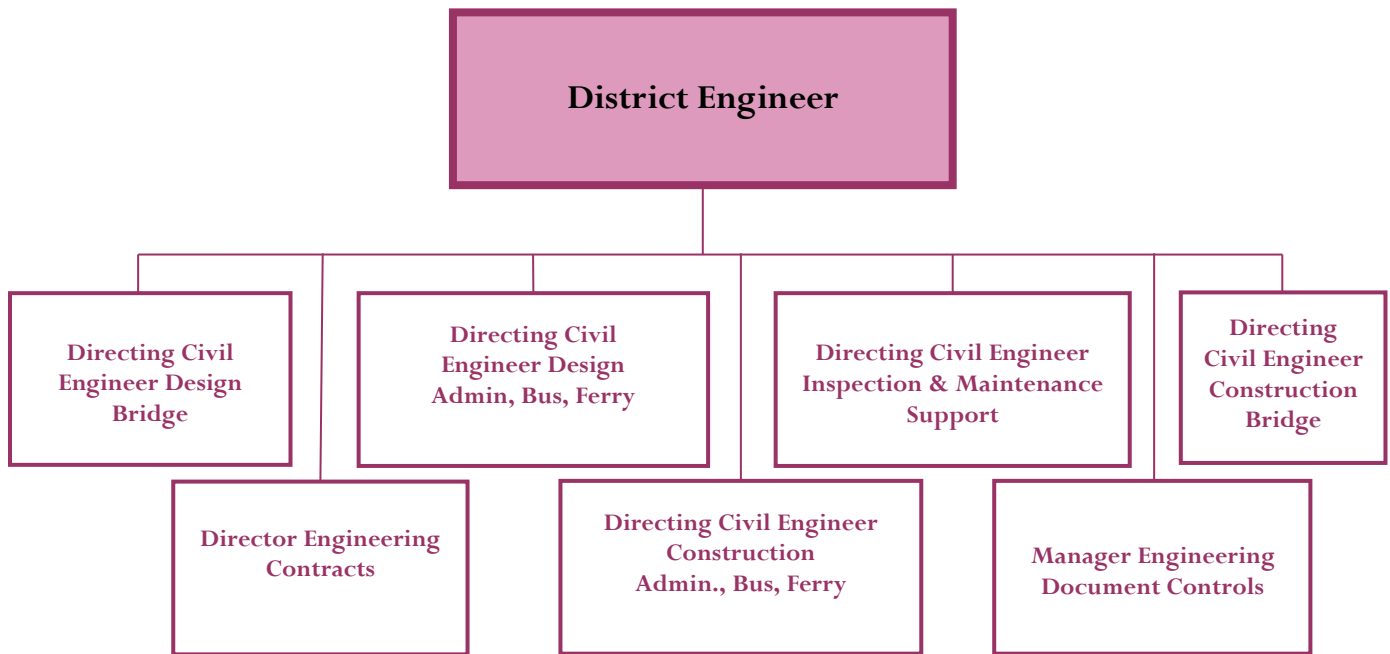 District Engineer
Directing Civil
Engineer Design
Bridge
Directing Civil
Engineer Design
Admin, Bus, Ferry
Directing Civil Engineer
Inspection & Maintenance
Support
Directing
Civil Engineer
Construction
Bridge
Director Engineering
Contracts
Directing Civil Engineer
Construction
Admin., Bus, Ferry
Manager Engineering
Document Controls